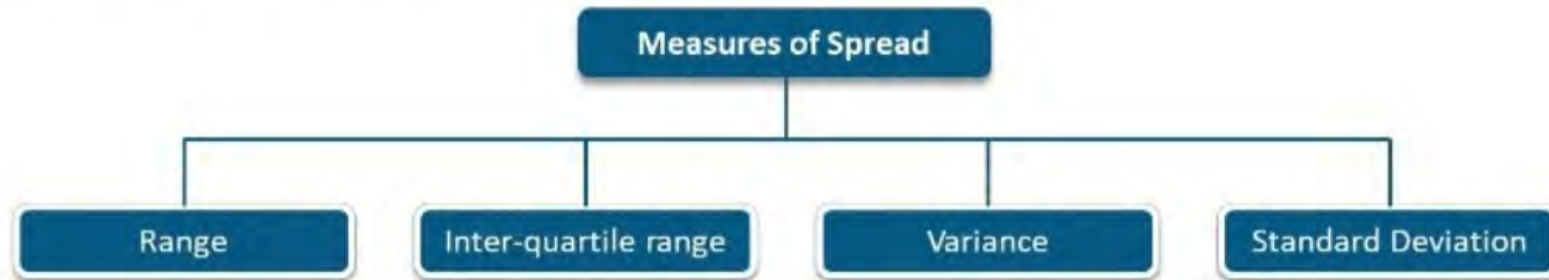 Measures of Spread
Range
Inter-quartile range
Variance
Standard Deviation